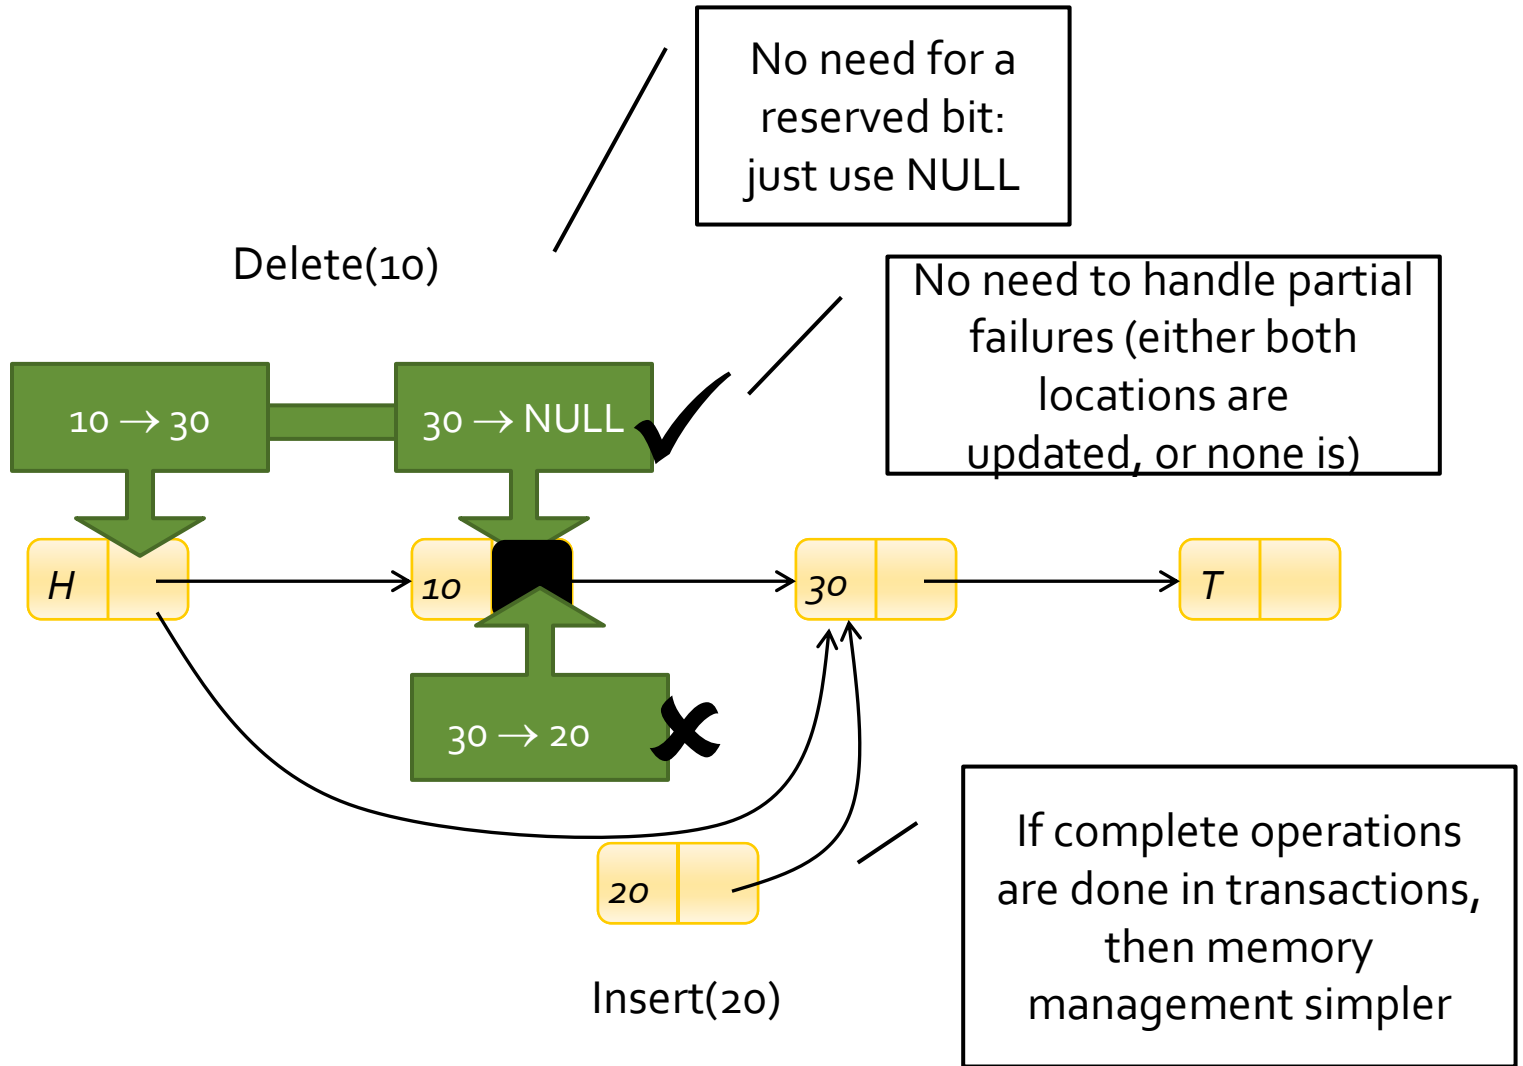 No need for a
reserved bit:
just use NULL
Delete(10)
No need to handle partial
failures (either both
locations are
updated, or none is)
10 → 30
30 → NULL
H
10
30
T
30 → 20
20
If complete operations
are done in transactions,
then memory
management simpler
Insert(20)